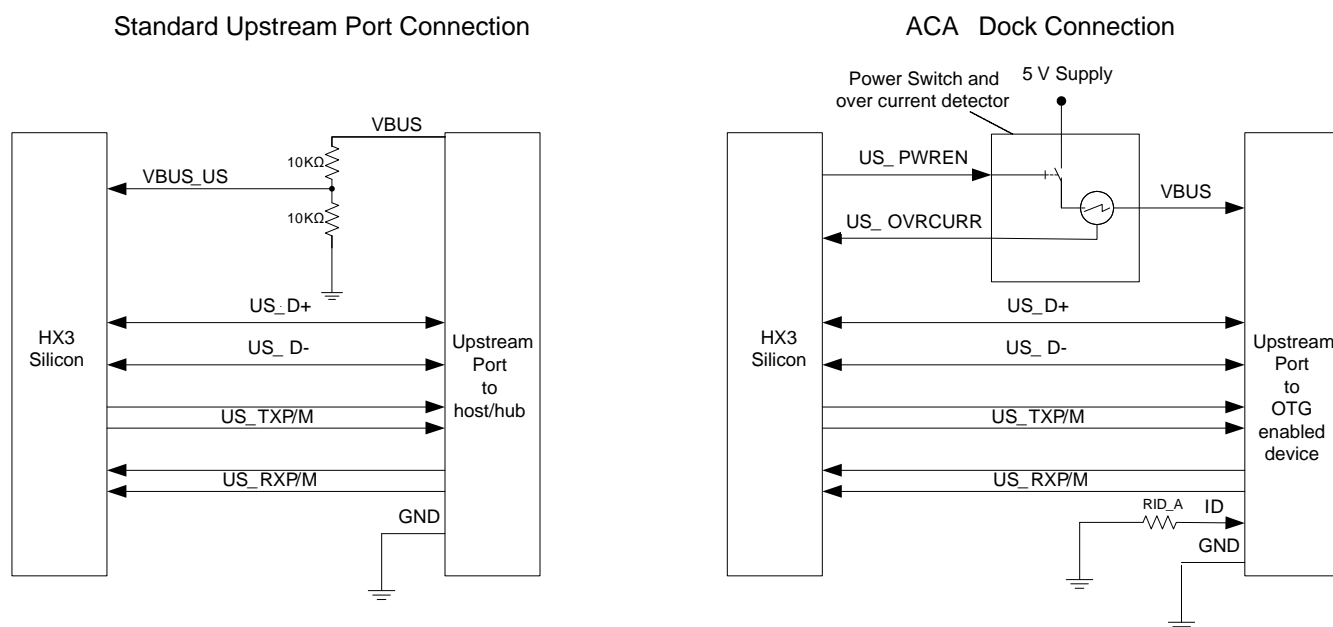 Standard Upstream Port Connection
VBUS
10KΩ
VBUS_US
10KΩ
US_D+
US_ D-
US_TXP/M
US_RXP/M
GND
HX3
Silicon
Upstream
Port
to
host/hub
ACA Dock Connection
Power Switch and
over current detector
5 V Supply
US_ PWREN
VBUS
US_ OVRCURR
US_D+
US_ D-
US_TXP/M
US_RXP/M
RID_A
ID
GND
HX3
Silicon
Upstream
Port
to
OTG
enabled
device